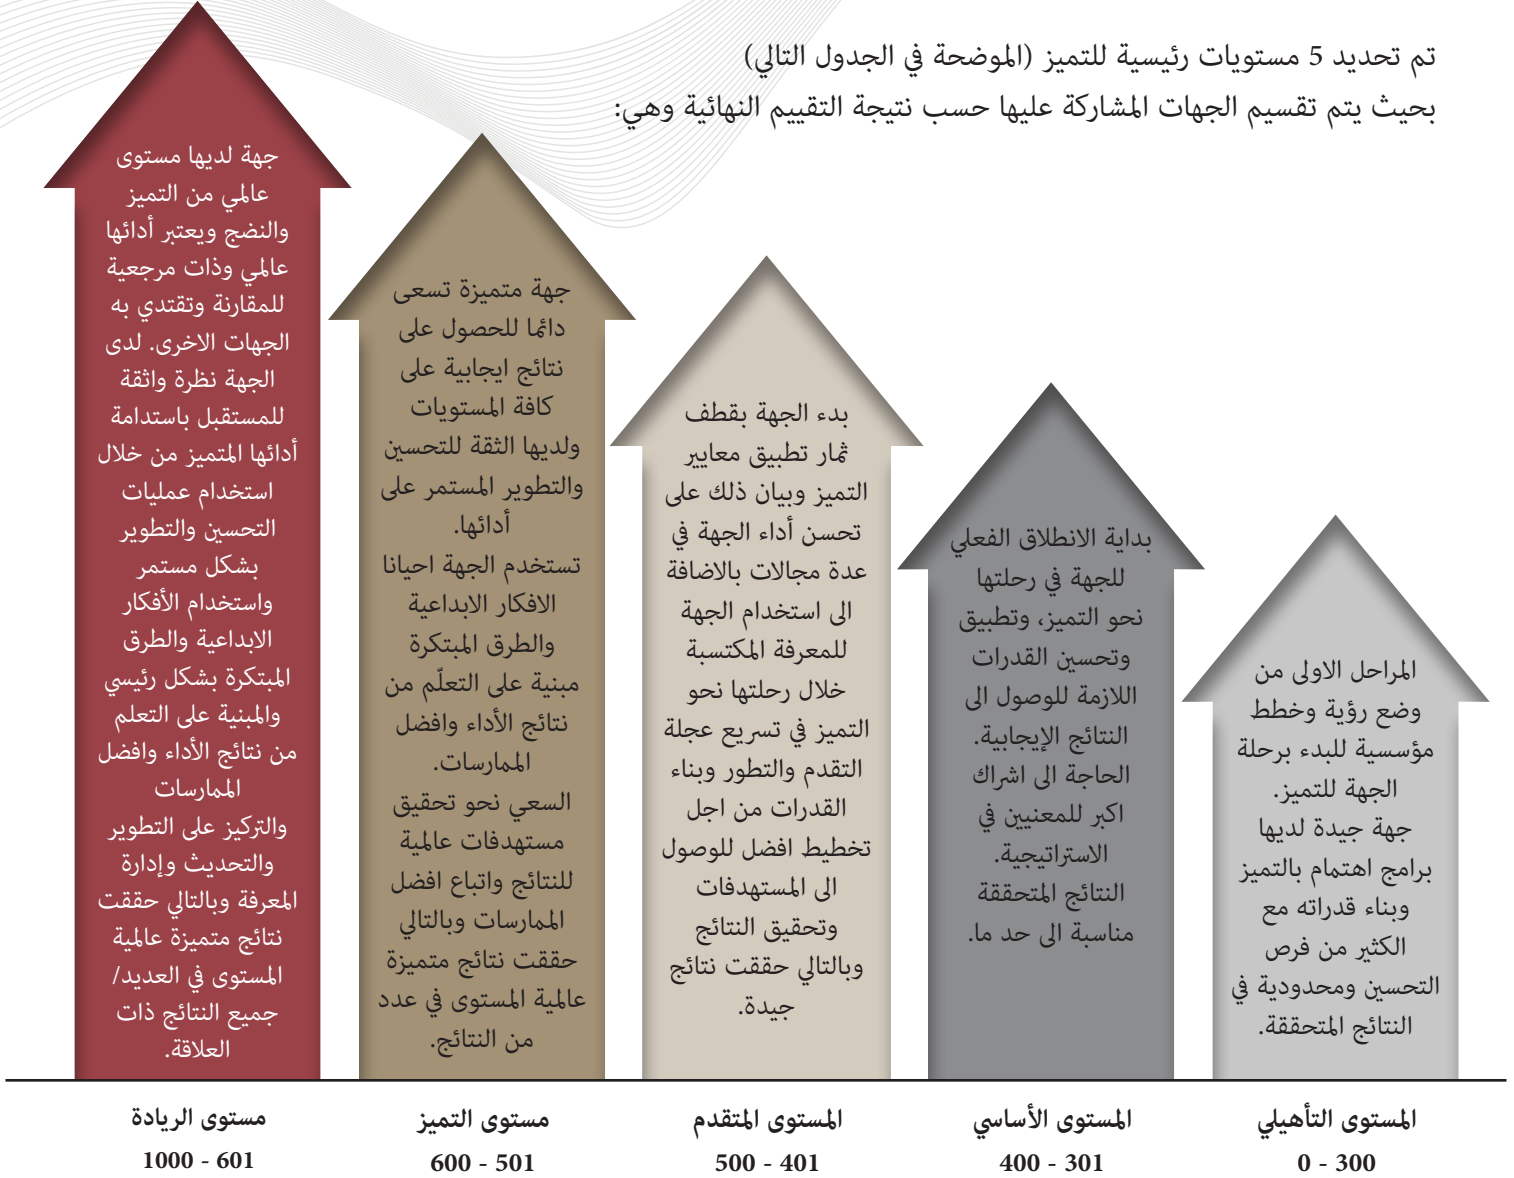 تم تحديد 5 مستويات رئيسية للتميز (الموضحة في الجدول التالي)
بحيث يتم تقسيم الجهات المشاركة عليها حسب نتيجة التقييم النهائية وهي:
المراحل الاولى من
وضع رؤية وخطط
مؤسسية للبدء برحلة
الجهة للتميز.
جهة جيدة لديها
برامج اهتمام بالتميز
وبناء قدراته مع
الكثير من فرص
التحسين ومحدودية في
النتائج المتحققة.
المستوى التأهيلي
0 - 300
بداية الانطلاق الفعلي
للجهة في رحلتها
نحو التميز، وتطبيق
وتحسين القدرات
اللازمة للوصول الى
النتائج الإيجابية.
الحاجة الى اشراك
اكبر للمعنيين في
الاستراتيجية.
النتائج المتحققة
مناسبة الى حد ما.
المستوى الأساسي
301 - 400
بدء الجهة بقطف
ثمار تطبيق معايير
التميز وبيان ذلك على
تحسن أداء الجهة في
عدة مجالات بالاضافة
الى استخدام الجهة
للمعرفة المكتسبة
خلال رحلتها نحو
التميز في تسريع عجلة
التقدم والتطور وبناء
القدرات من اجل
تخطيط افضل للوصول
الى المستهدفات
وتحقيق النتائج
وبالتالي حققت نتائج
جيدة.
المستوى المتقدم
401 - 500
جهة متميزة تسعى
دائما للحصول على
نتائج ايجابية على
كافة المستويات
ولديها الثقة للتحسين
والتطوير المستمر على
أدائها.
تستخدم الجهة احيانا
الافكار الابداعية
والطرق المبتكرة
مبنية على التعلّم من
نتائج الأداء وافضل
الممارسات.
السعي نحو تحقيق
مستهدفات عالمية
للنتائج واتباع افضل
الممارسات وبالتالي
حققت نتائج متميزة
عالمية المستوى في عدد
من النتائج.
مستوى التميز
501 - 600
جهة لديها مستوى
عالمي من التميز
والنضج ويعتبر أدائها
عالمي وذات مرجعية
للمقارنة وتقتدي به
الجهات الاخرى. لدى
الجهة نظرة واثقة
للمستقبل باستدامة
أدائها المتميز من خلال
استخدام عمليات
التحسين والتطوير
بشكل مستمر
واستخدام الأفكار
الابداعية والطرق
المبتكرة بشكل رئيسي
والمبنية على التعلم
من نتائج الأداء وافضل
الممارسات
والتركيز على التطوير
والتحديث وإدارة
المعرفة وبالتالي حققت
نتائج متميزة عالمية
المستوى في العديد/
جميع النتائج ذات
العلاقة.
مستوى الريادة
601 - 1000